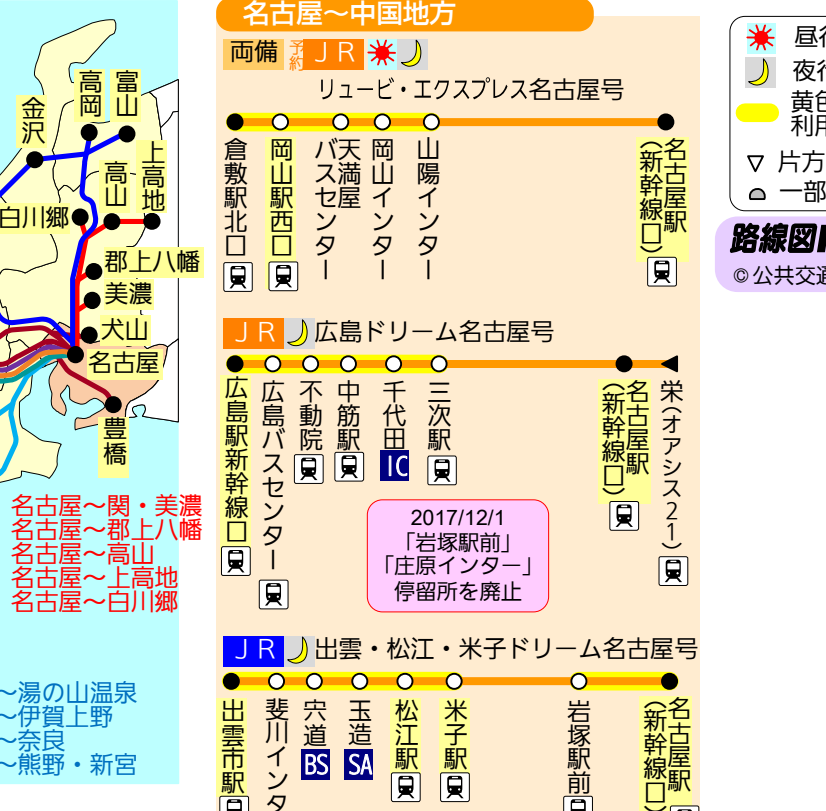 高岡
富山
金沢
高山
上高地
白川郷
郡上八幡
美濃
犬山
名古屋
豊橋
名古屋～関・美濃
名古屋～郡上八幡
名古屋～高山
名古屋～上高地
名古屋～白川郷
～湯の山温泉
～伊賀上野
～奈良
～熊野・新宮
名古屋～中国地方
両備 予約 ＪＲ
リュービ・エクスプレス名古屋号
倉敷駅北口
岡山駅西口
天満屋
バスセンター
岡山インター
山陽インター
名古屋駅
(新幹線口)
ＪＲ 広島ドリーム名古屋号
広島駅新幹線口
広島バスセンター
不動院
中筋駅
千代田IC
三次駅
名古屋駅
(新幹線口)
栄(オアシス21)
2017/12/1
「岩塚駅前」
「庄原インター」
停留所を廃止
ＪＲ 出雲・松江・米子ドリーム名古屋号
出雲市駅
斐川インタ
宍道BS
玉造SA
松江駅
米子駅
岩塚駅前
名古屋駅
(新幹線口)
昼行
夜行
黄色
利用
▽ 片方
一部
路線図
©公共交通